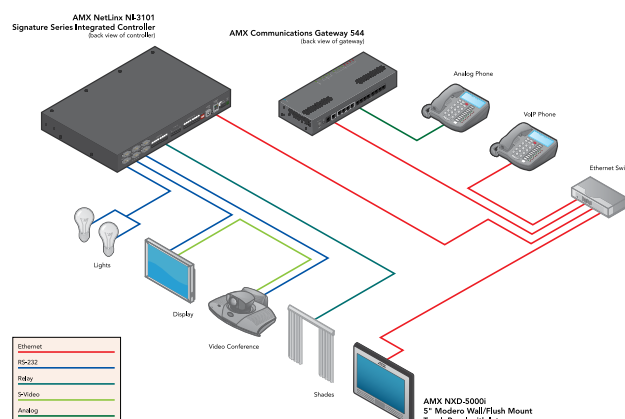 AMX NetLinx NI-3101
Signature Series Integrated Controller
(back view of controller)
AMX Communications Gateway 544
(back view of gateway)
Analog Phone
VoIP Phone
Ethernet Swi
Lights
Display
Video Conference
Shades
Ethernet
RS-232
Relay
S-Video
Analog
AMX NXD-5000i
5" Modero Wall/Flush Mount